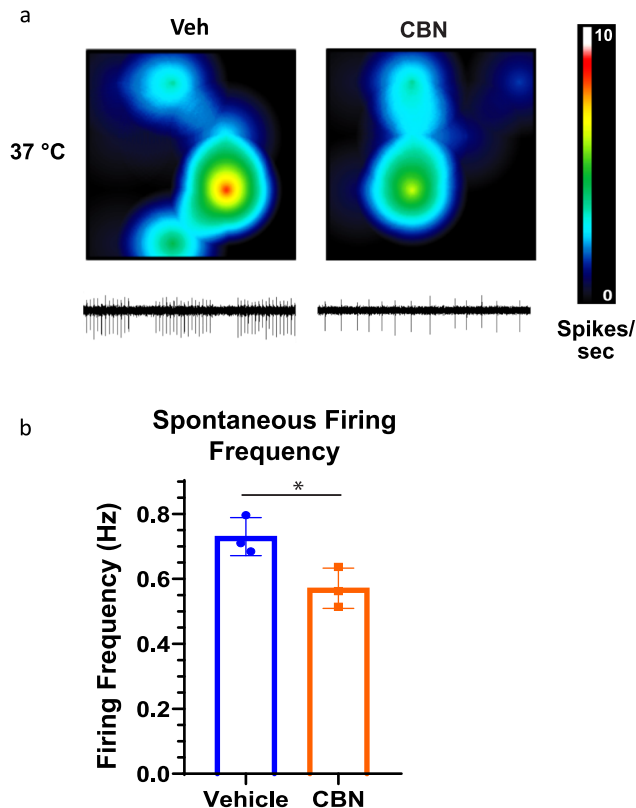 a
Veh
CBN
10
37 °C
0
Spikes/
sec
b
Spontaneous Firing
Frequency
*
Firing Frequency (Hz)
0.8
0.6
0.4
0.2
0.0
Vehicle
CBN